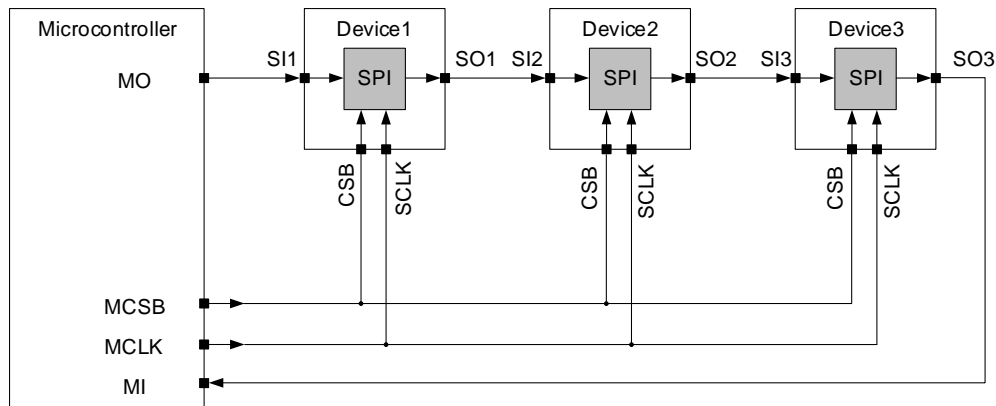 Microcontroller
Device1
Device2
Device3
MO
SI1
SPI
SO1
SI2
SPI
SO2
SI3
SPI
SO3
CSB
SCLK
CSB
SCLK
CSB
SCLK
MCSB
MCLK
MI